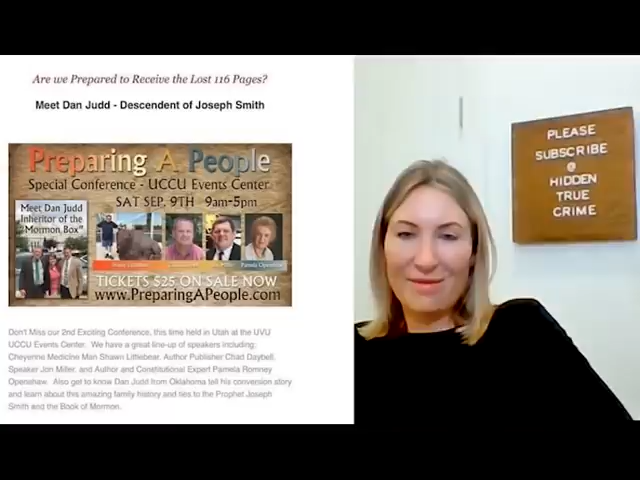 Are we Prepared to Receive the Lost 116 Pages?
Meet Dan Judd - Descendent of Joseph Smith
Preparing A People
Special Conference - UCCU Events Center
SAT SEP. 9TH 9am-5pm
Meet Dan Judd
Inheritor of the
"Mormon Box"
Pamela Openshaw
TICKETS $25 ON SALE NOW
www.PreparingAPeople.com
Don't Miss our 2nd Exciting Conference, this time held in Utah at the UVU
UCCU Events Center. We have a great line-up of speakers including:
Cheyenne Medicine Man Shawn Littlebear, Author Publisher Chad Daybell,
Speaker Jon Miller, and Author and Constitutional Expert Pamela Romney
Openshaw. Also get to know Dan Judd from Oklahoma tell his conversion story
and learn about this amazing family history and ties to the Prophet Joseph
Smith and the Book of Mormon.
PLEASE
SUBSCRIBE
@
HIDDEN
TRUE
CRIME